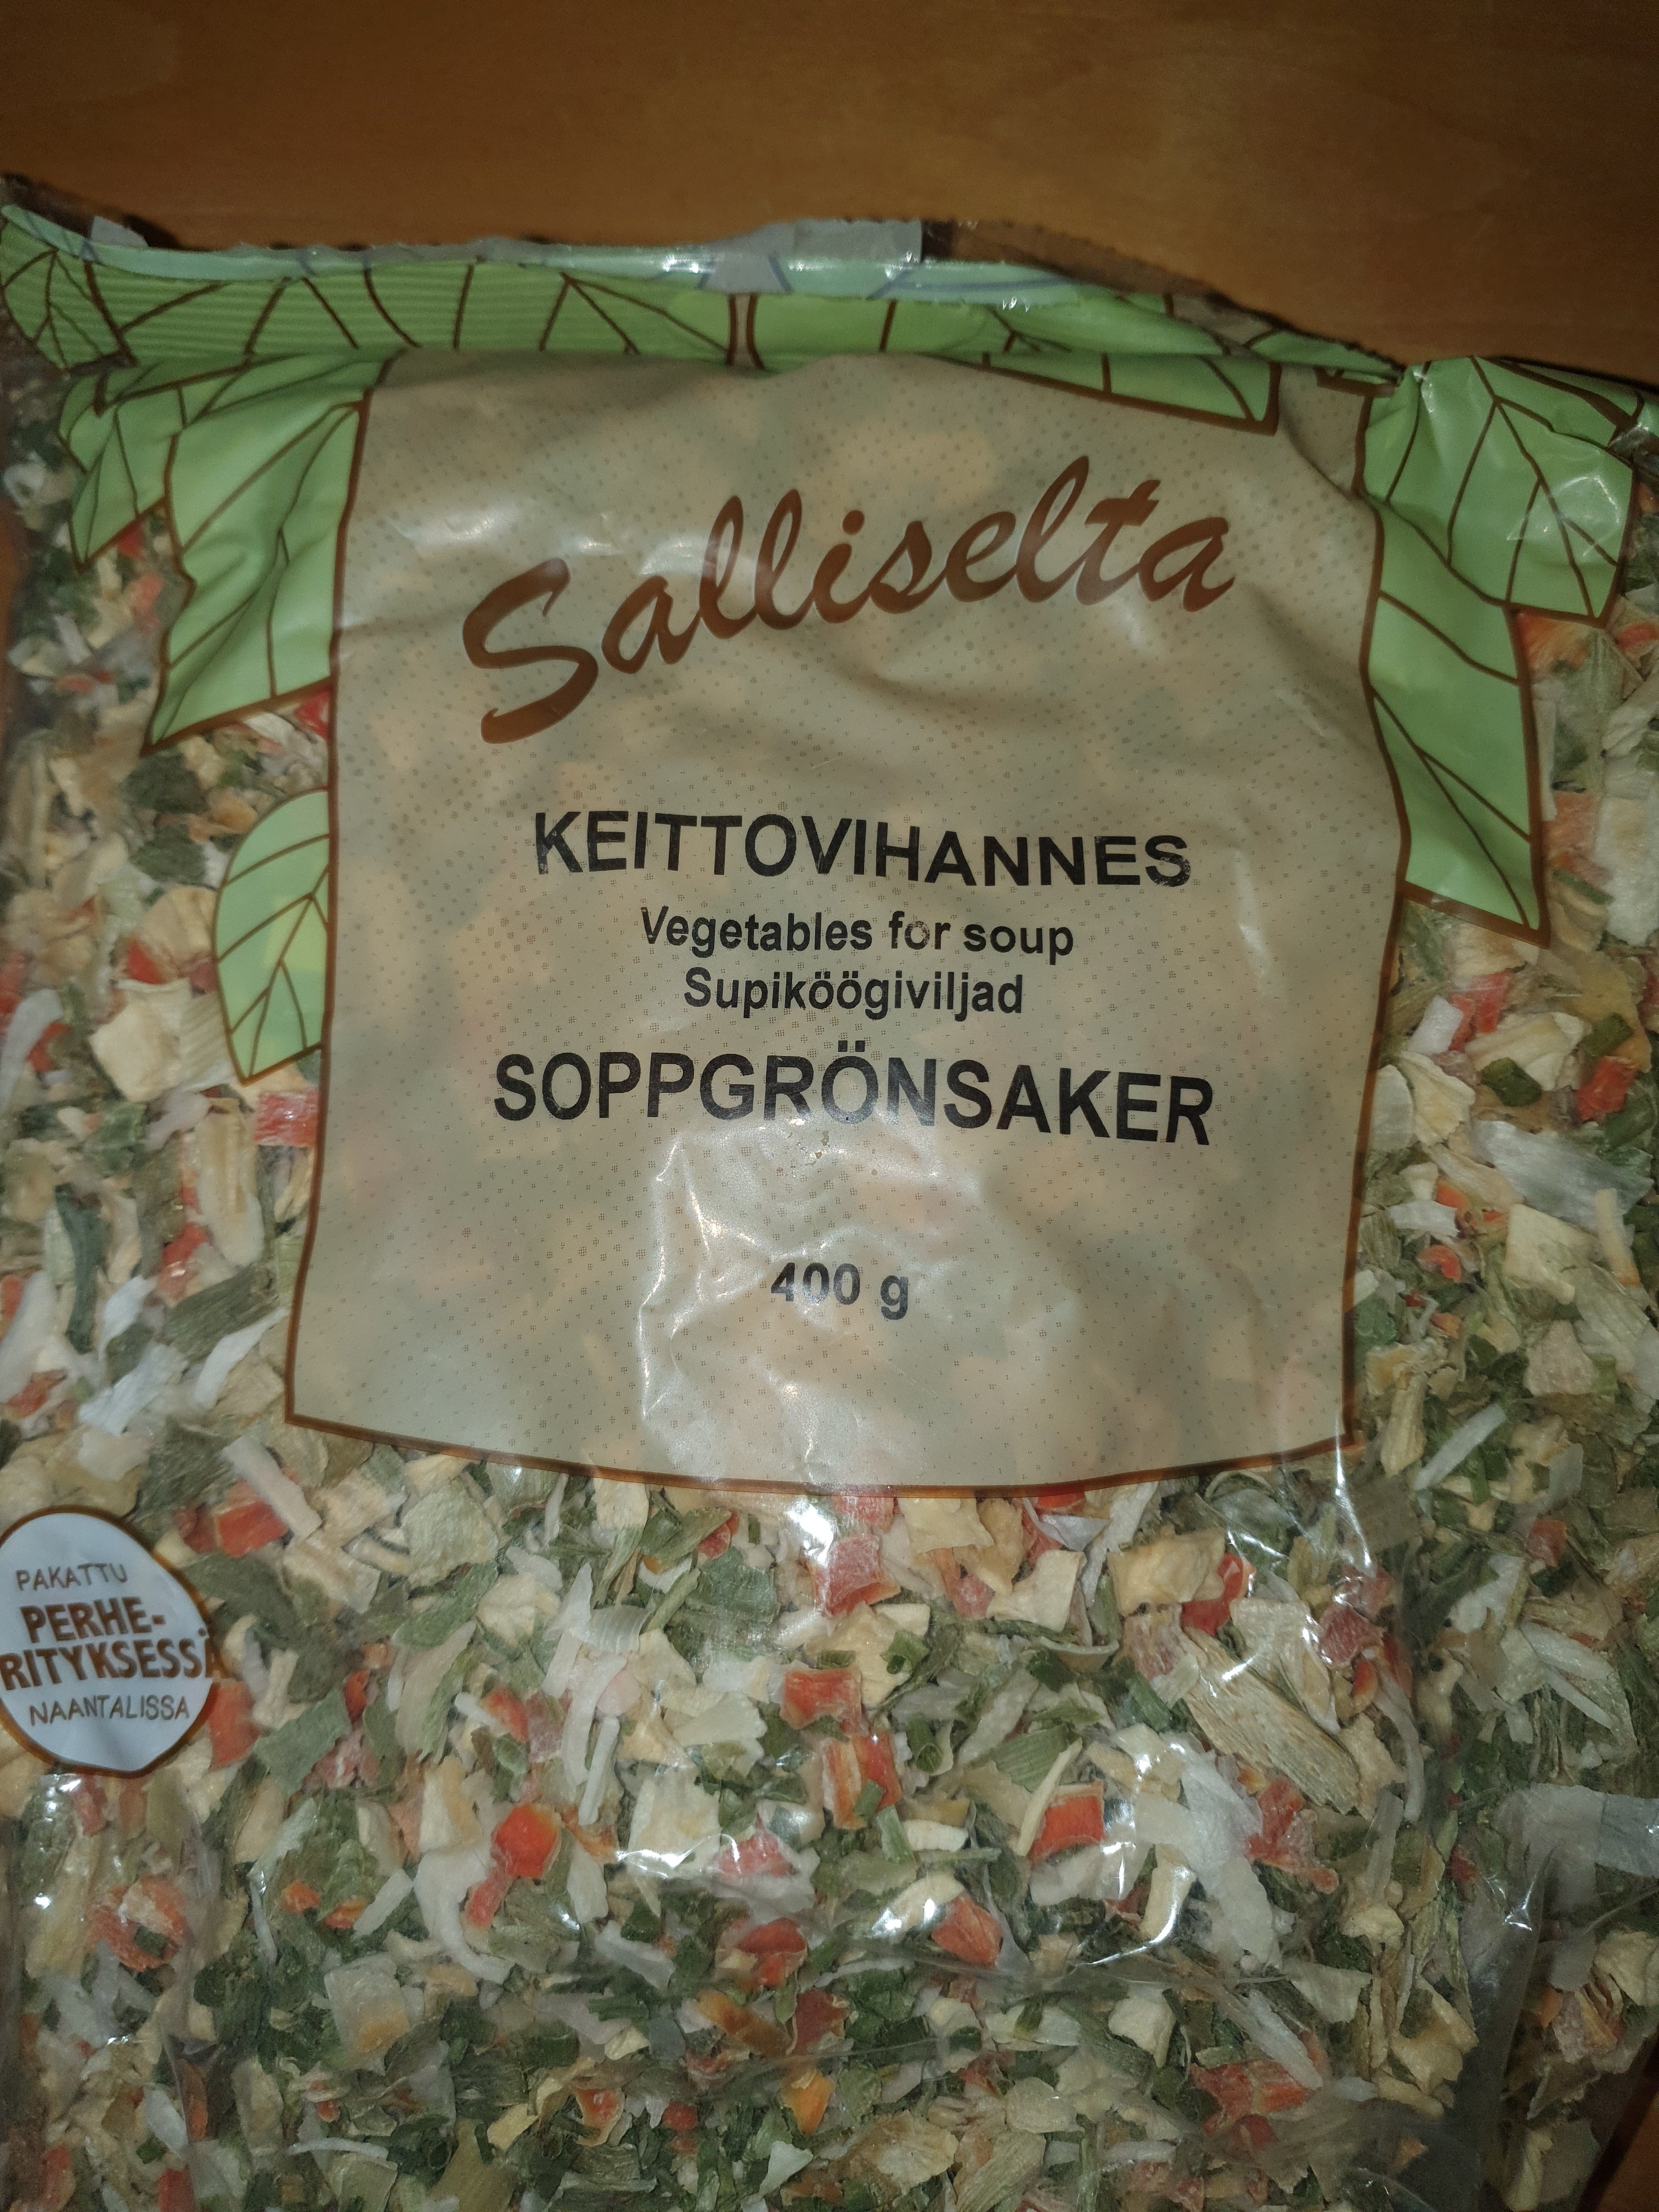 Salliselta
KEITTOVIHANNES
Vegetables for soup
Supiköögiviljad
SOPPGRÖNSAKER
400 g
PAKATTU
PERHE-
RITYKSESSÄ
NAANTALISSA